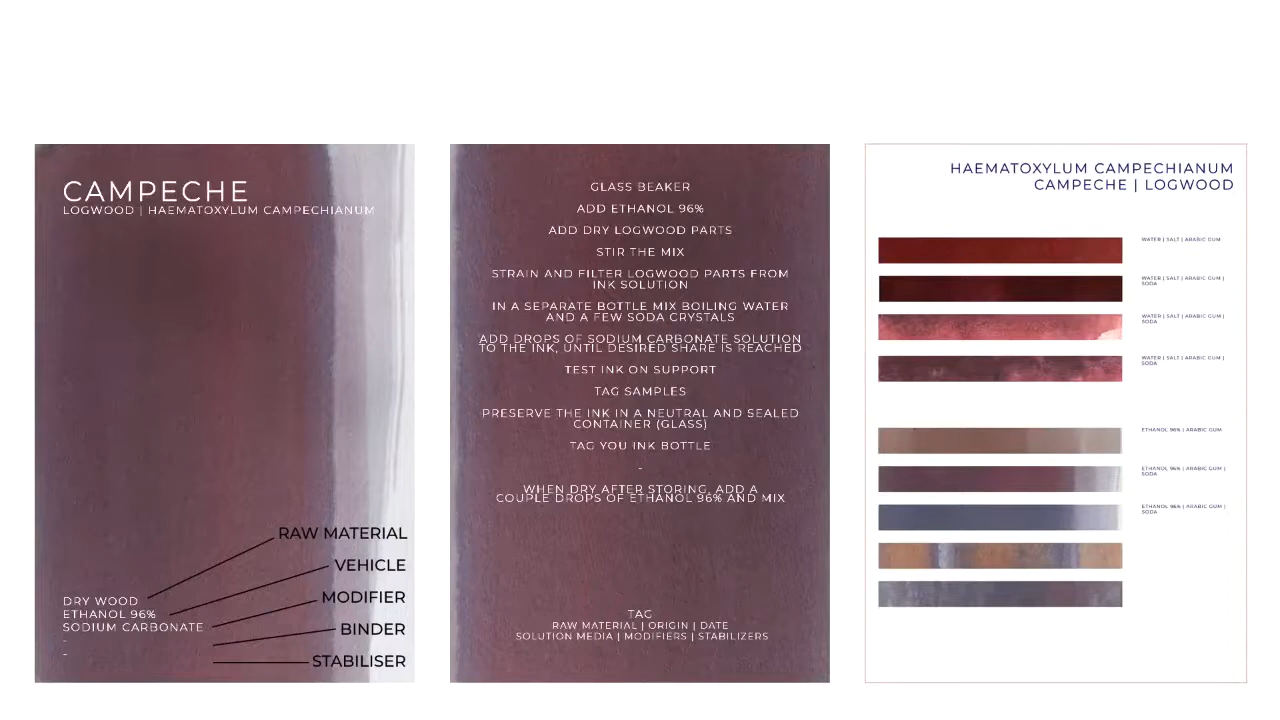 CAMPECHE
LOGWOOD | HAEMATOXYLUM CAMPECHIANUM
RAW MATERIAL
VEHICLE
MODIFIER
BINDER
STABILISER
DRY WOOD
ETHANOL 96%
SODIUM CARBONATE
-
-
GLASS BEAKER
ADD ETHANOL 96%
ADD DRY LOGWOOD PARTS
STIR THE MIX
STRAIN AND FILTER LOGWOOD PARTS FROM
INK SOLUTION
IN A SEPARATE BOTTLE MIX BOILING WATER
AND A FEW SODA CRYSTALS
ADD DROPS OF SODIUM CARBONATE SOLUTION
TO THE INK, UNTIL DESIRED SHARE IS REACHED
TEST INK ON SUPPORT
TAG SAMPLES
PRESERVE THE INK IN A NEUTRAL AND SEALED
CONTAINER (GLASS)
TAG YOU INK BOTTLE
-
WHEN DRY AFTER STORING, ADD A
COUPLE DROPS OF ETHANOL 96% AND MIX
TAG
RAW MATERIAL | ORIGIN | DATE
SOLUTION MEDIA | MODIFIERS | STABILIZERS
HAEMATOXYLUM CAMPECHIANUM
CAMPECHE | LOGWOOD
WATER | SALT | ARABIC GUM
WATER | SALT | ARABIC GUM |
SODA
WATER | SALT | ARABIC GUM |
SODA
WATER | SALT | ARABIC GUM |
SODA
ETHANOL 96% | ARABIC GUM
ETHANOL 96% | ARABIC GUM |
SODA
ETHANOL 96% | ARABIC GUM |
SODA